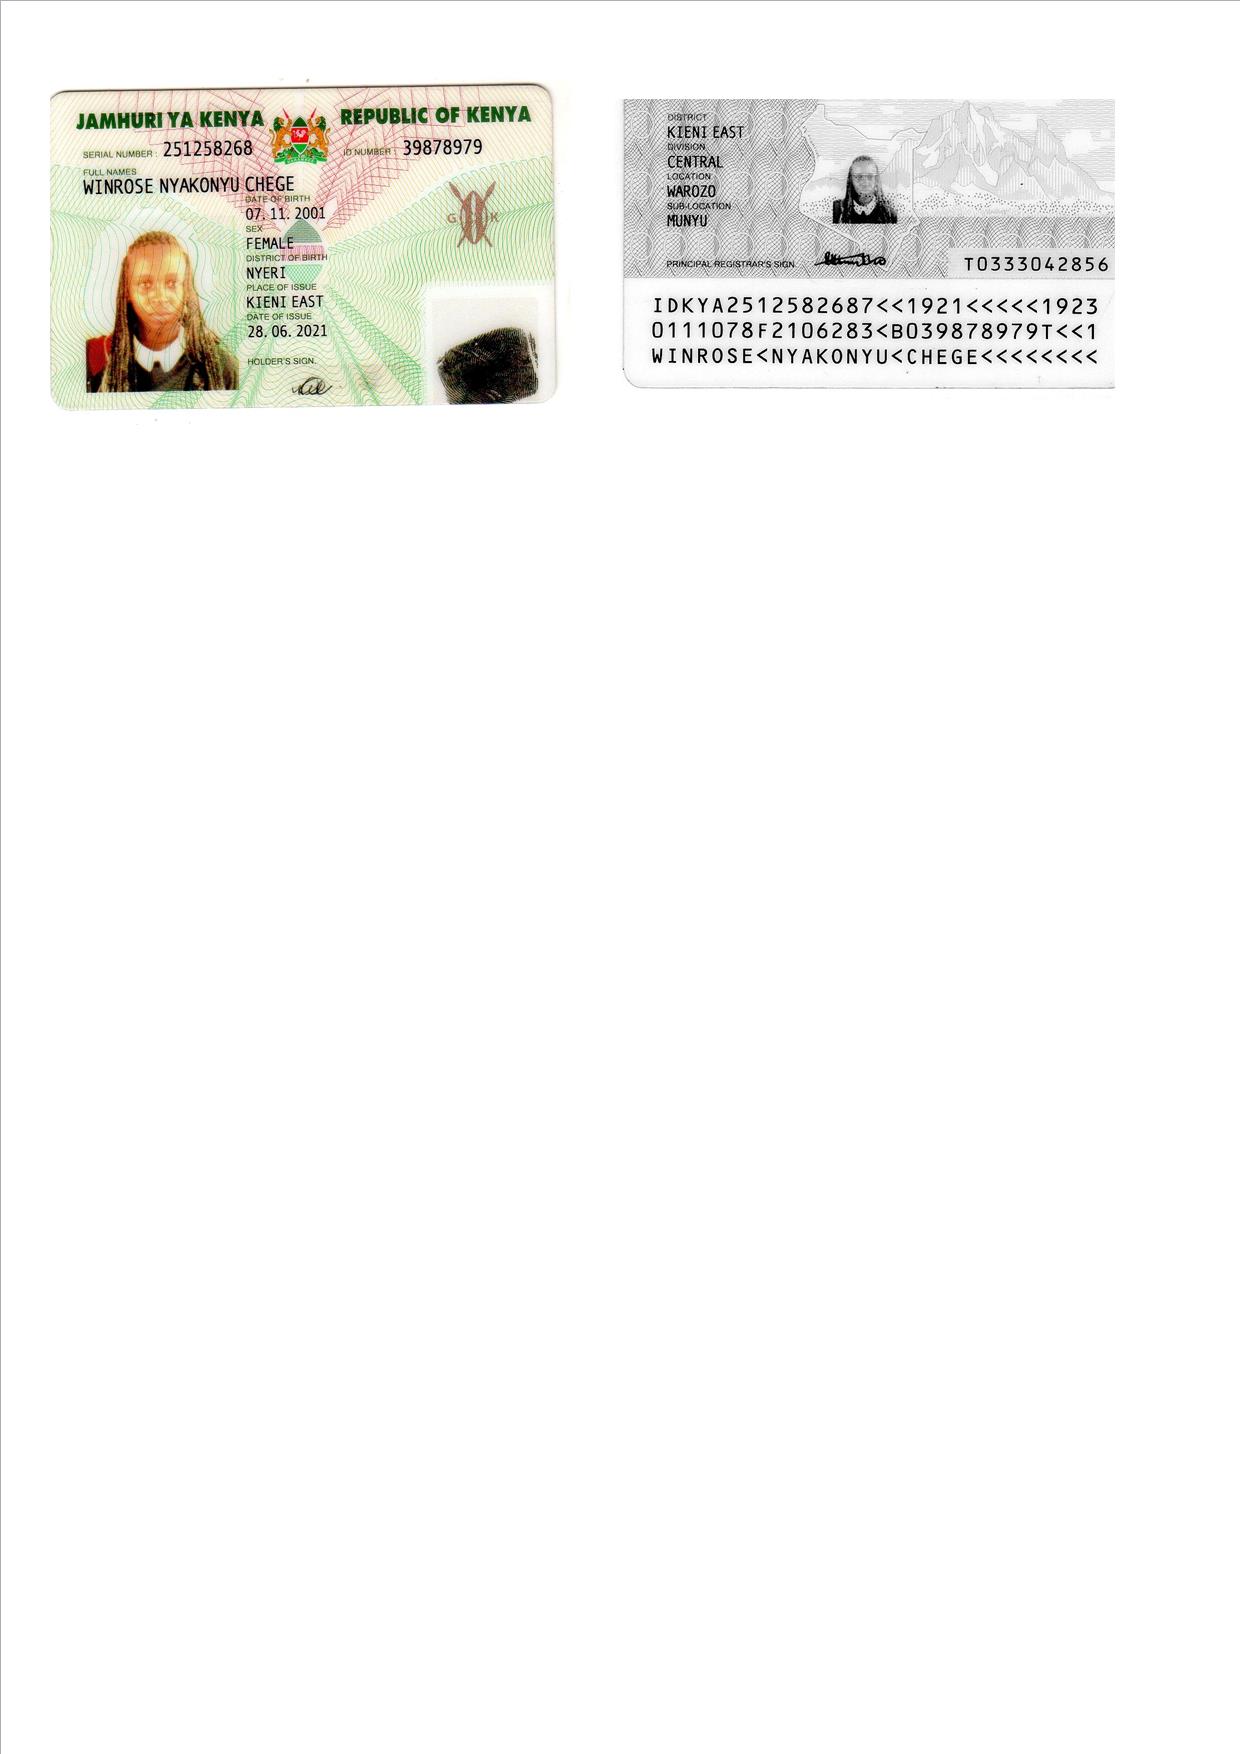 JAMHURI YA KENYA REPUBLIC OF KENYA
SERIAL NUMBER : 251258268 ID NUMBER : 39878979
FULL NAMES
WINROSE NYAKONYU CHEGE
DATE OF BIRTH
07. 11. 2001
SEX
FEMALE
DISTRICT OF BIRTH
NYERI
PLACE OF ISSUE
KIENI EAST
DATE OF ISSUE
28. 06. 2021
HOLDER'S SIGN.
G K
DISTRICT
KIENI EAST
DIVISION
CENTRAL
LOCATION
WAROZO
SUB-LOCATION
MUNYU
PRINCIPAL REGISTRAR'S SIGN.
T0333042856
IDKYA2512582687<<1921<<<<<1923
0111078F2106283<B039878979T<<1
WINROSE<NYAKONYU<CHEGE<<<<<<<<